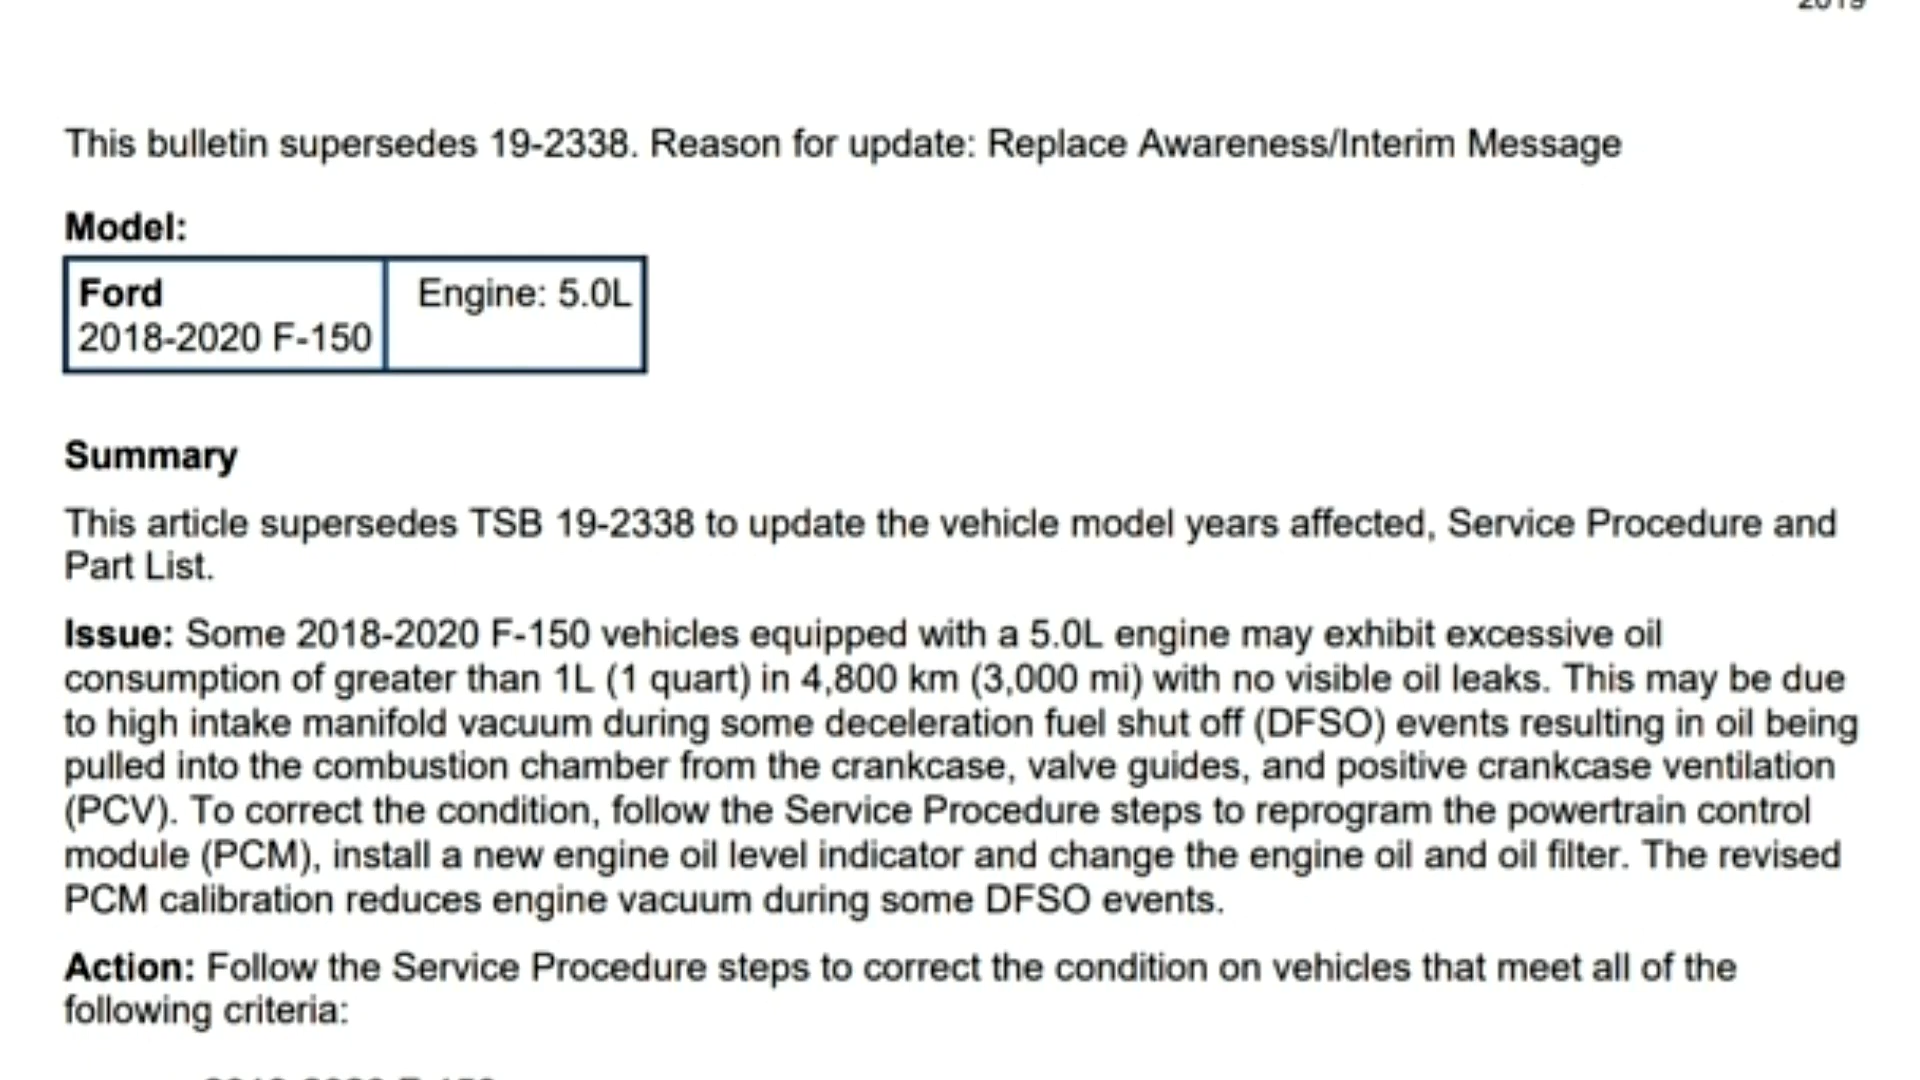 2019
This bulletin supersedes 19-2338. Reason for update: Replace Awareness/Interim Message
Model:
Ford
2018-2020 F-150
Engine: 5.0L
Summary
This article supersedes TSB 19-2338 to update the vehicle model years affected, Service Procedure and
Part List.
Issue: Some 2018-2020 F-150 vehicles equipped with a 5.0L engine may exhibit excessive oil
consumption of greater than 1L (1 quart) in 4,800 km (3,000 mi) with no visible oil leaks. This may be due
to high intake manifold vacuum during some deceleration fuel shut off (DFSO) events resulting in oil being
pulled into the combustion chamber from the crankcase, valve guides, and positive crankcase ventilation
(PCV). To correct the condition, follow the Service Procedure steps to reprogram the powertrain control
module (PCM), install a new engine oil level indicator and change the engine oil and oil filter. The revised
PCM calibration reduces engine vacuum during some DFSO events.
Action: Follow the Service Procedure steps to correct the condition on vehicles that meet all of the
following criteria:
2018-2020 F-150